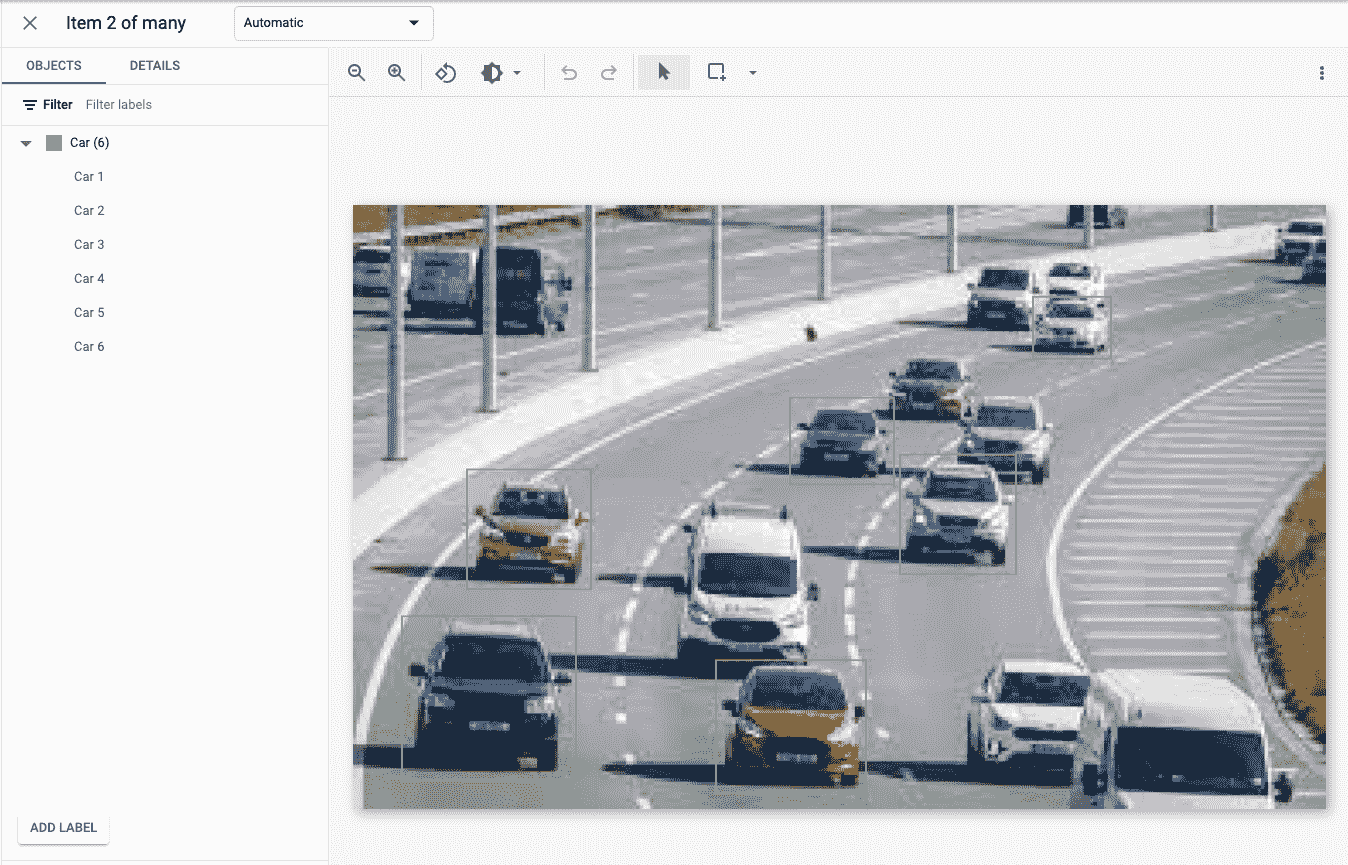 Item 2 of many
Automatic
OBJECTS
DETAILS
Filter
Filter labels
Car (6)
Car 1
Car 2
Car 3
Car 4
Car 5
Car 6
ADD LABEL